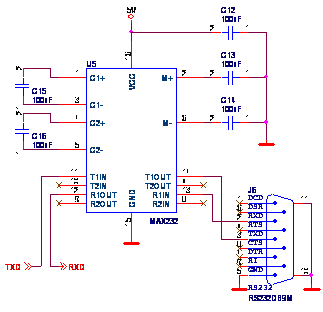 5V
C12
100nF
C13
100nF
C14
100nF
U5
C1+
C1-
C2+
C2-
VCC
M+
M-
C15
100nF
C16
100nF
T1IN
T2IN
R1OUT
R2OUT
GND
T1OUT
T2OUT
R1IN
R2IN
MAX232
TXD
RXD
J6
DCD
DSR
RXD
RTS
TXD
CTS
DTR
RI
GND
RS232